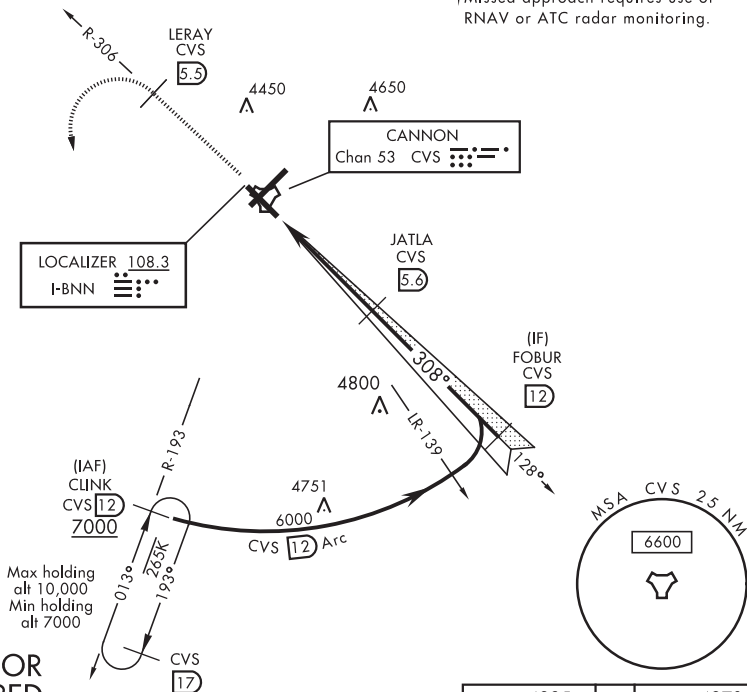 †Missed approach requires use of
RNAV or ATC radar monitoring.
R-306
LERAY
CVS
5.5
4450
4650
CANNON
Chan 53 CVS
LOCALIZER 108.3
I-BNN
JATLA
CVS
5.6
308°
(IF)
FOBUR
CVS
12
4800
LR-139
128°
R-193
(IAF)
CLINK
CVS 12
7000
4751
6000
CVS 12 Arc
MSA CVS 25 NM
6600
013°
265K
193°
Max holding
alt 10,000
Min holding
alt 7000
CVS
17
OR